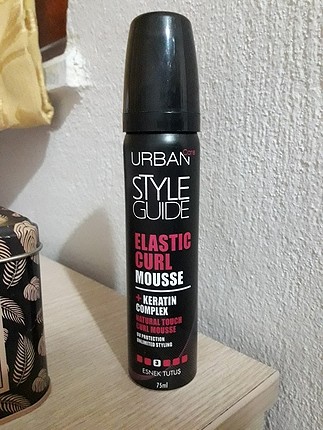 URBAN Care
STYLE
GUIDE
ELASTIC
CURL
MOUSSE
+ KERATIN
COMPLEX
NATURAL TOUCH
CURL MOUSSE
UV PROTECTION
UNLIMITED STYLING
3
ESNEK TUTUŞ
75ml